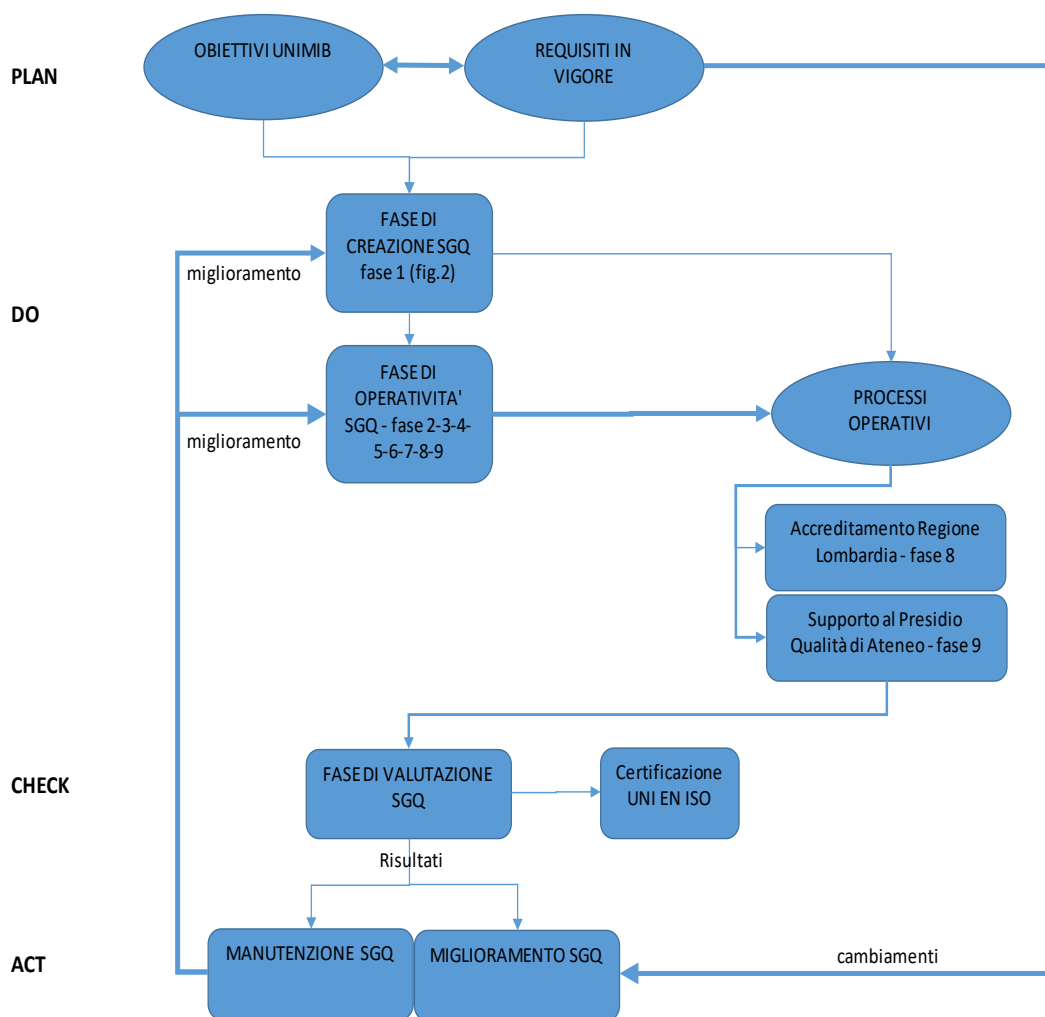 OBIETTIVI UNIMIB
REQUISITI IN
VIGORE
PLAN
FASE DI
CREAZIONE SGQ
fase 1 (fig.2)
miglioramento
DO
FASE DI
OPERATIVITA'
SGQ - fase 2-3-4-
5-6-7-8-9
miglioramento
PROCESSI
OPERATIVI
Accreditamento Regione
Lombardia - fase 8
Supporto al Presidio
Qualità di Ateneo - fase 9
CHECK
FASE DI VALUTAZIONE
SGQ
Certificazione
UNI EN ISO
Risultati
ACT
MANUTENZIONE SGQ
MIGLIORAMENTO SGQ
cambiamenti